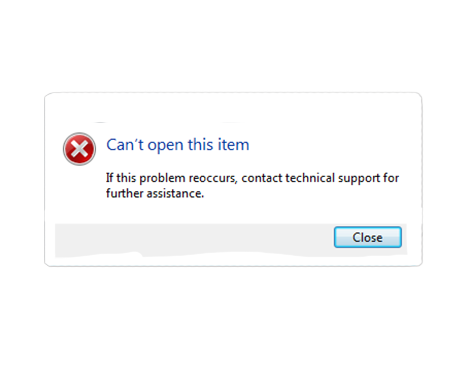 Can't open this item
If this problem reoccurs, contact technical support for
further assistance.
Close